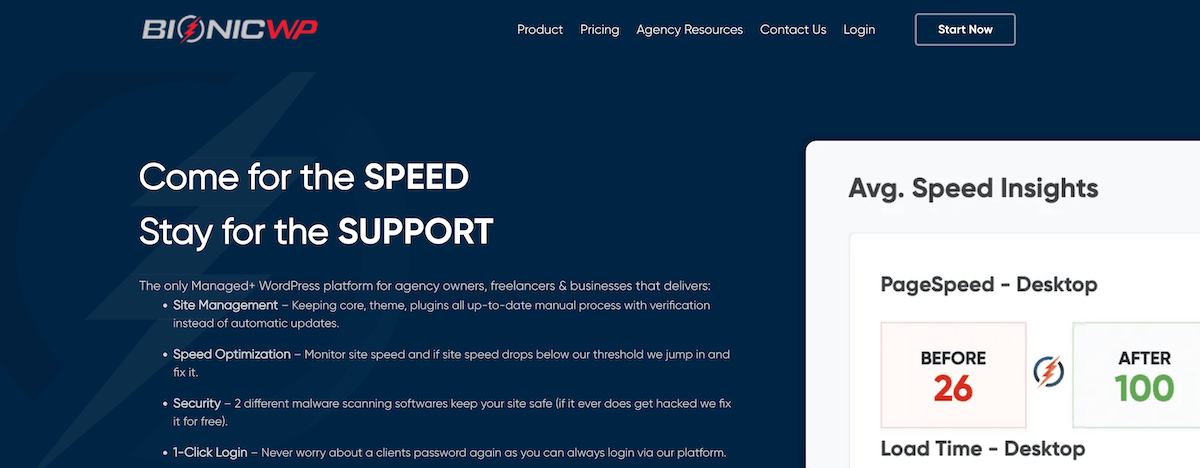 BIONICWP
Product Pricing Agency Resources Contact Us Login Start Now
Come for the SPEED
Stay for the SUPPORT
The only Managed+ WordPress platform for agency owners, freelancers & businesses that delivers:
• Site Management – Keeping core, theme, plugins all up-to-date manual process with verification
instead of automatic updates.
• Speed Optimization – Monitor site speed and if site speed drops below our threshold we jump in and
fix it.
• Security – 2 different malware scanning softwares keep your site safe (if it ever does get hacked we fix
it for free).
• 1-Click Login – Never worry about a clients password again as you can always login via our platform.
Avg. Speed Insights
PageSpeed - Desktop
BEFORE AFTER
26 100
Load Time - Desktop